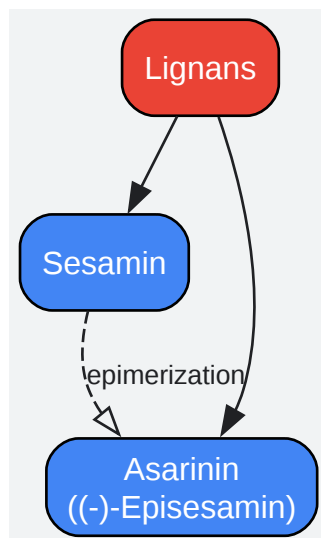 Lignans
Sesamin
epimerization
Asarinin
((-)-Episesamin)